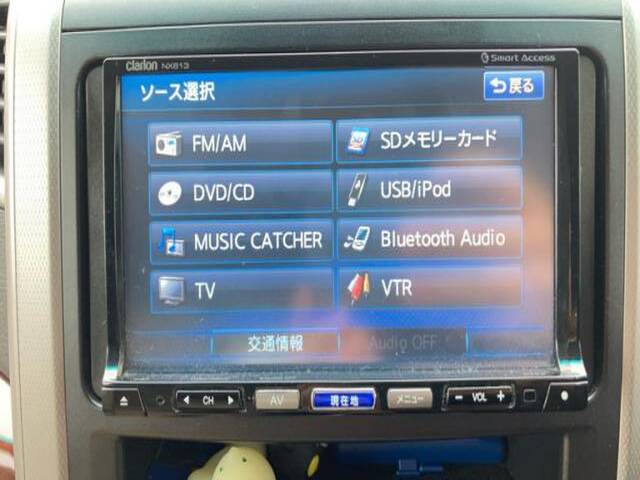 Clarion NX813
Smart Access
ソース選択
戻る
FM/AM
SDメモリーカード
DVD/CD
USB/iPod
MUSIC CATCHER
Bluetooth Audio
TV
VTR
交通情報
Audio OFF
CH
AV
現在地
メニュー
- VOL +